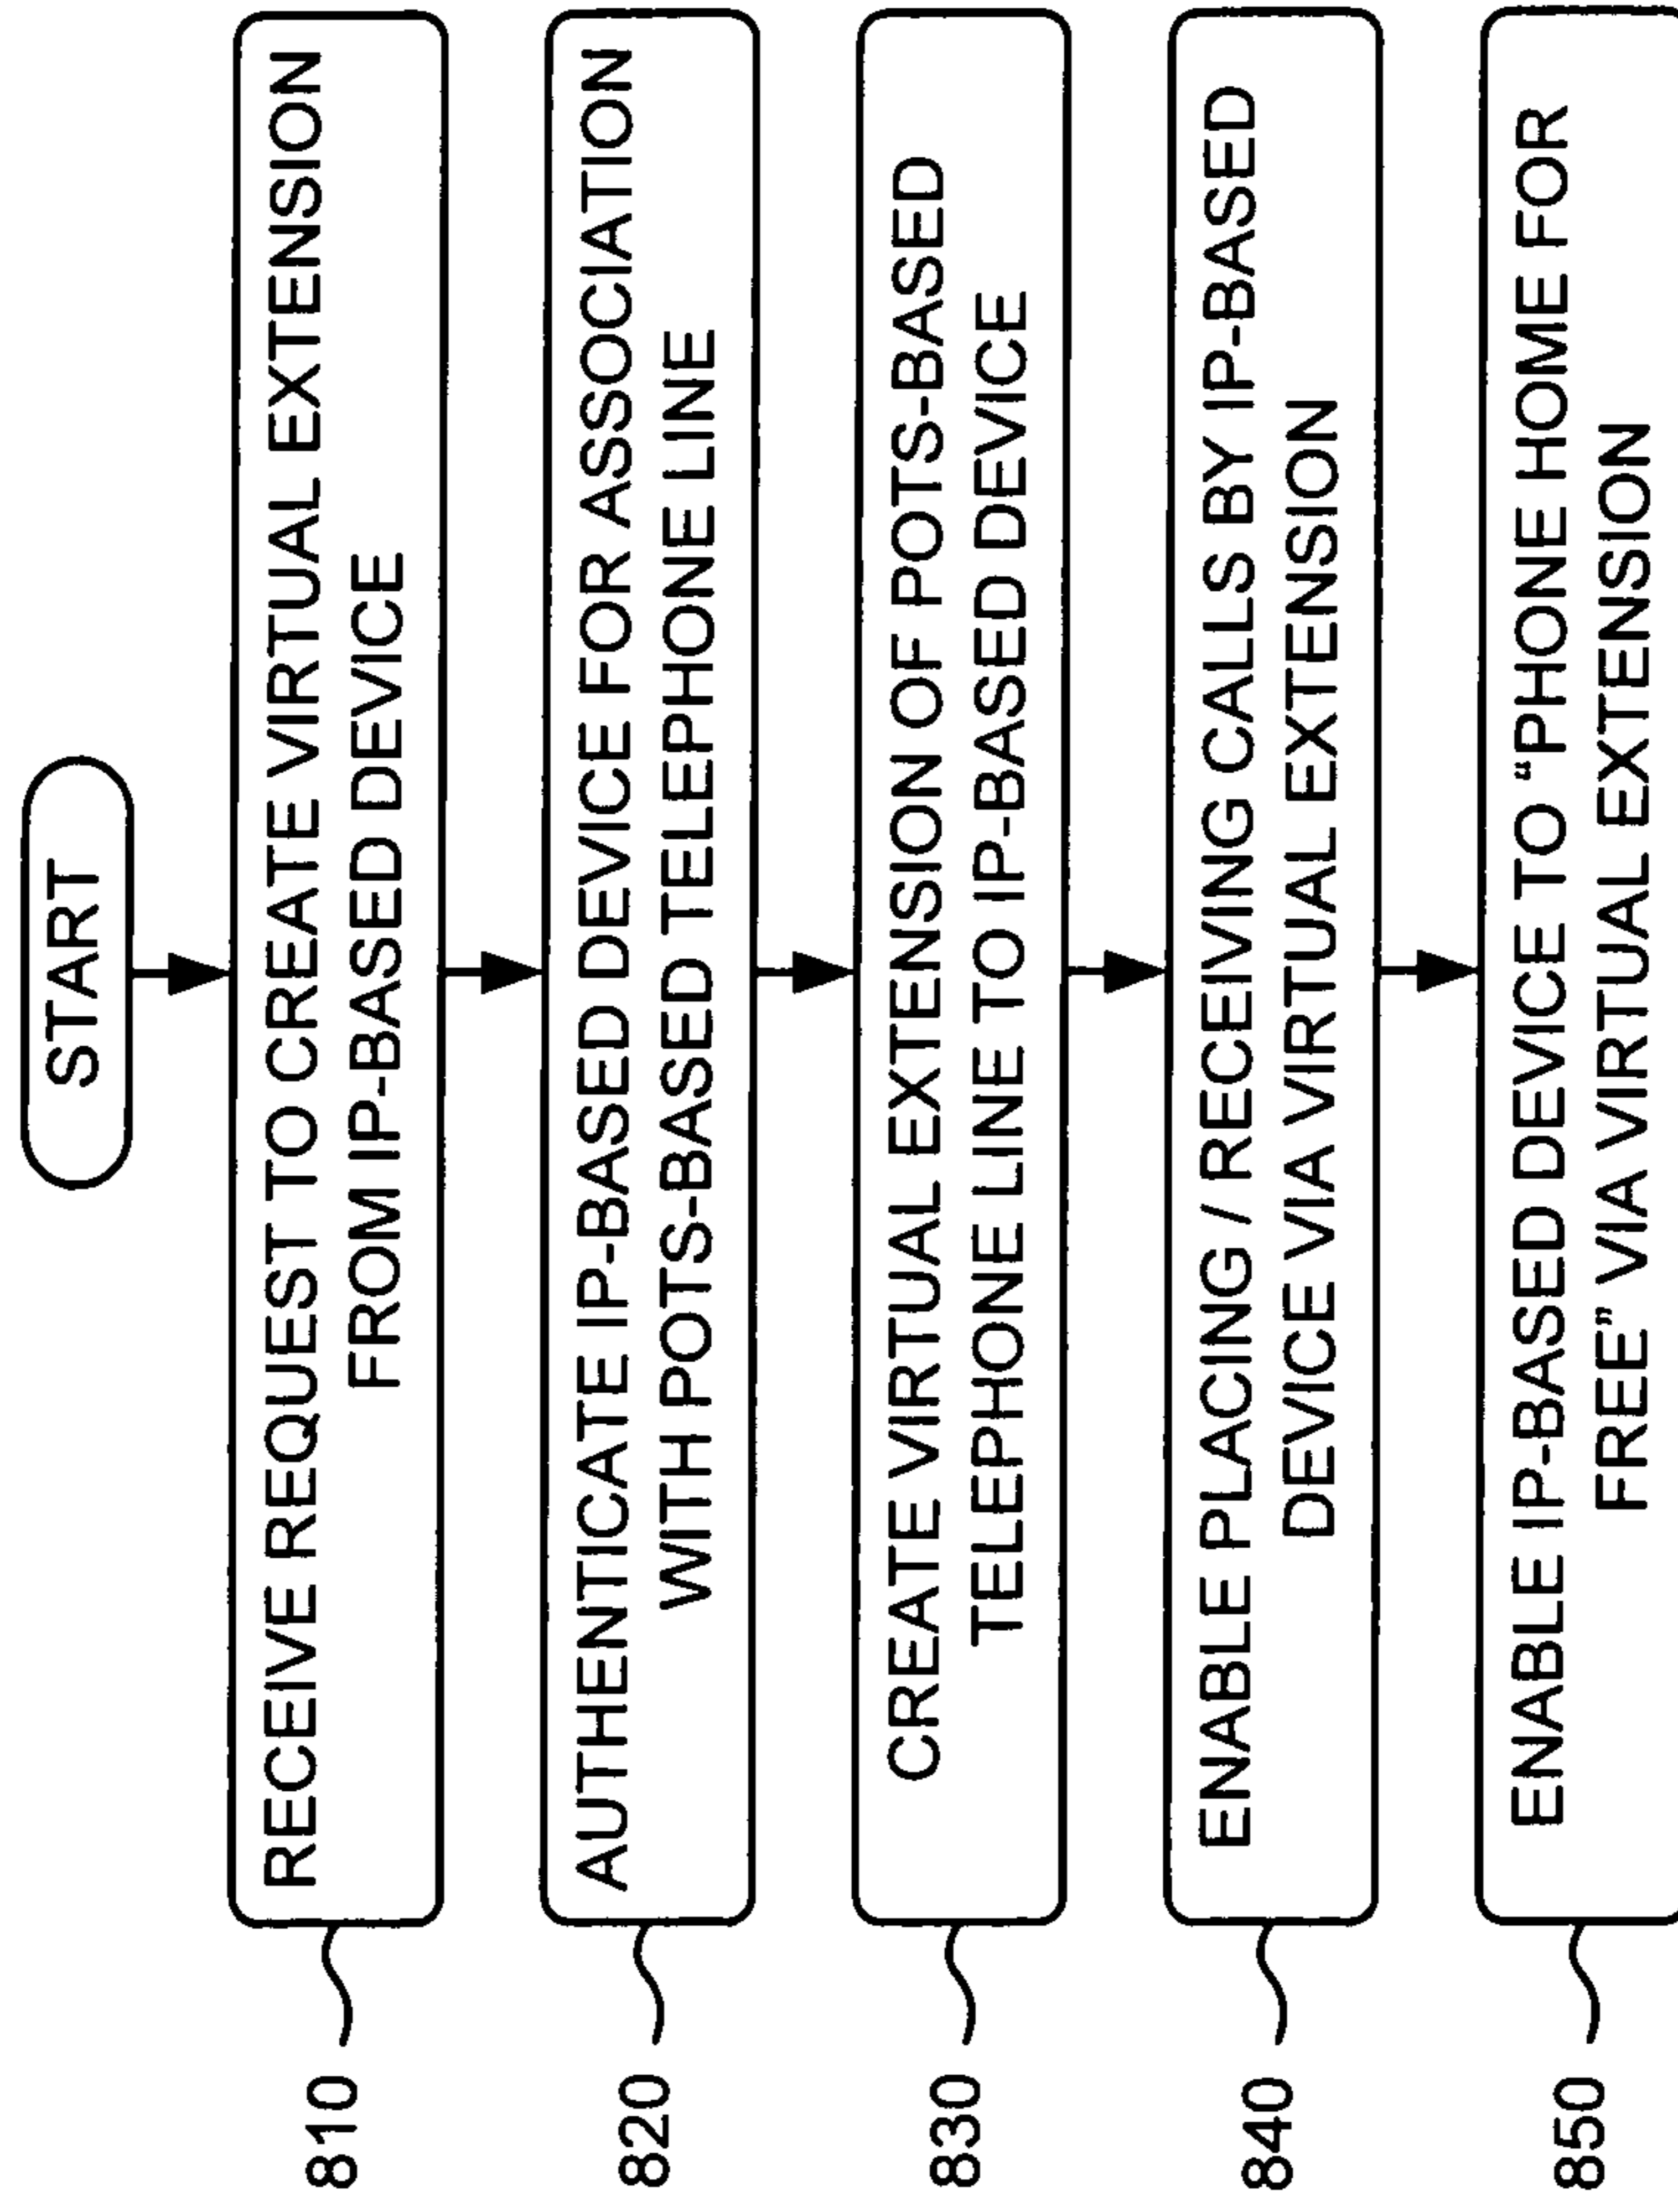 START
810
RECEIVE REQUEST TO CREATE VIRTUAL EXTENSION
FROM IP-BASED DEVICE
820
AUTHENTICATE IP-BASED DEVICE FOR ASSOCIATION
WITH POTS-BASED TELEPHONE LINE
830
CREATE VIRTUAL EXTENSION OF POTS-BASED
TELEPHONE LINE TO IP-BASED DEVICE
840
ENABLE PLACING / RECEIVING CALLS BY IP-BASED
DEVICE VIA VIRTUAL EXTENSION
850
ENABLE IP-BASED DEVICE TO “PHONE HOME FOR
FREE” VIA VIRTUAL EXTENSION